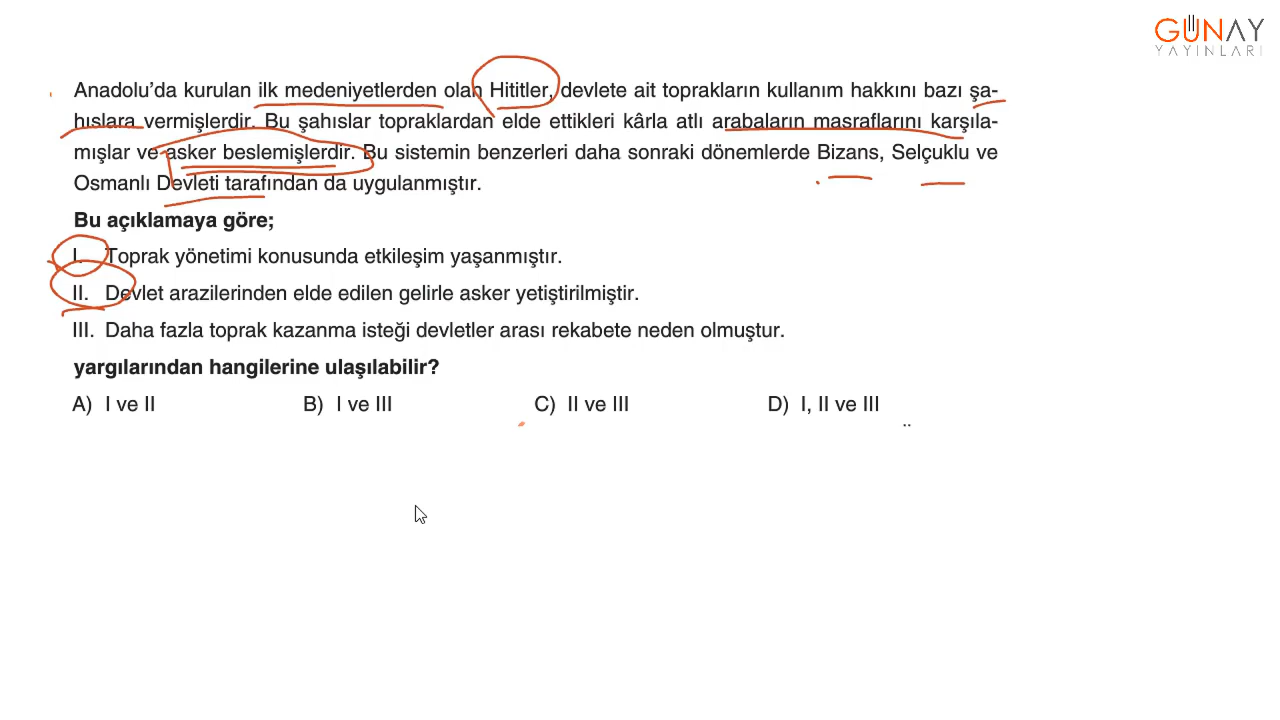 GÜNAY
YAYINLARI
Anadolu'da kurulan ilk medeniyetlerden olan Hititler, devlete ait toprakların kullanım hakkını bazı şa-
hıslara vermişlerdir. Bu şahıslar topraklardan elde ettikleri kârla atlı arabaların masraflarını karşıla-
mışlar ve asker beslemişlerdir. Bu sistemin benzerleri daha sonraki dönemlerde Bizans, Selçuklu ve
Osmanlı Devleti tarafından da uygulanmıştır.
Bu açıklamaya göre;
I. Toprak yönetimi konusunda etkileşim yaşanmıştır.
II. Devlet arazilerinden elde edilen gelirle asker yetiştirilmiştir.
III. Daha fazla toprak kazanma isteği devletler arası rekabete neden olmuştur.
yargılarından hangilerine ulaşılabilir?
A) I ve II B) I ve III C) II ve III D) I, II ve III